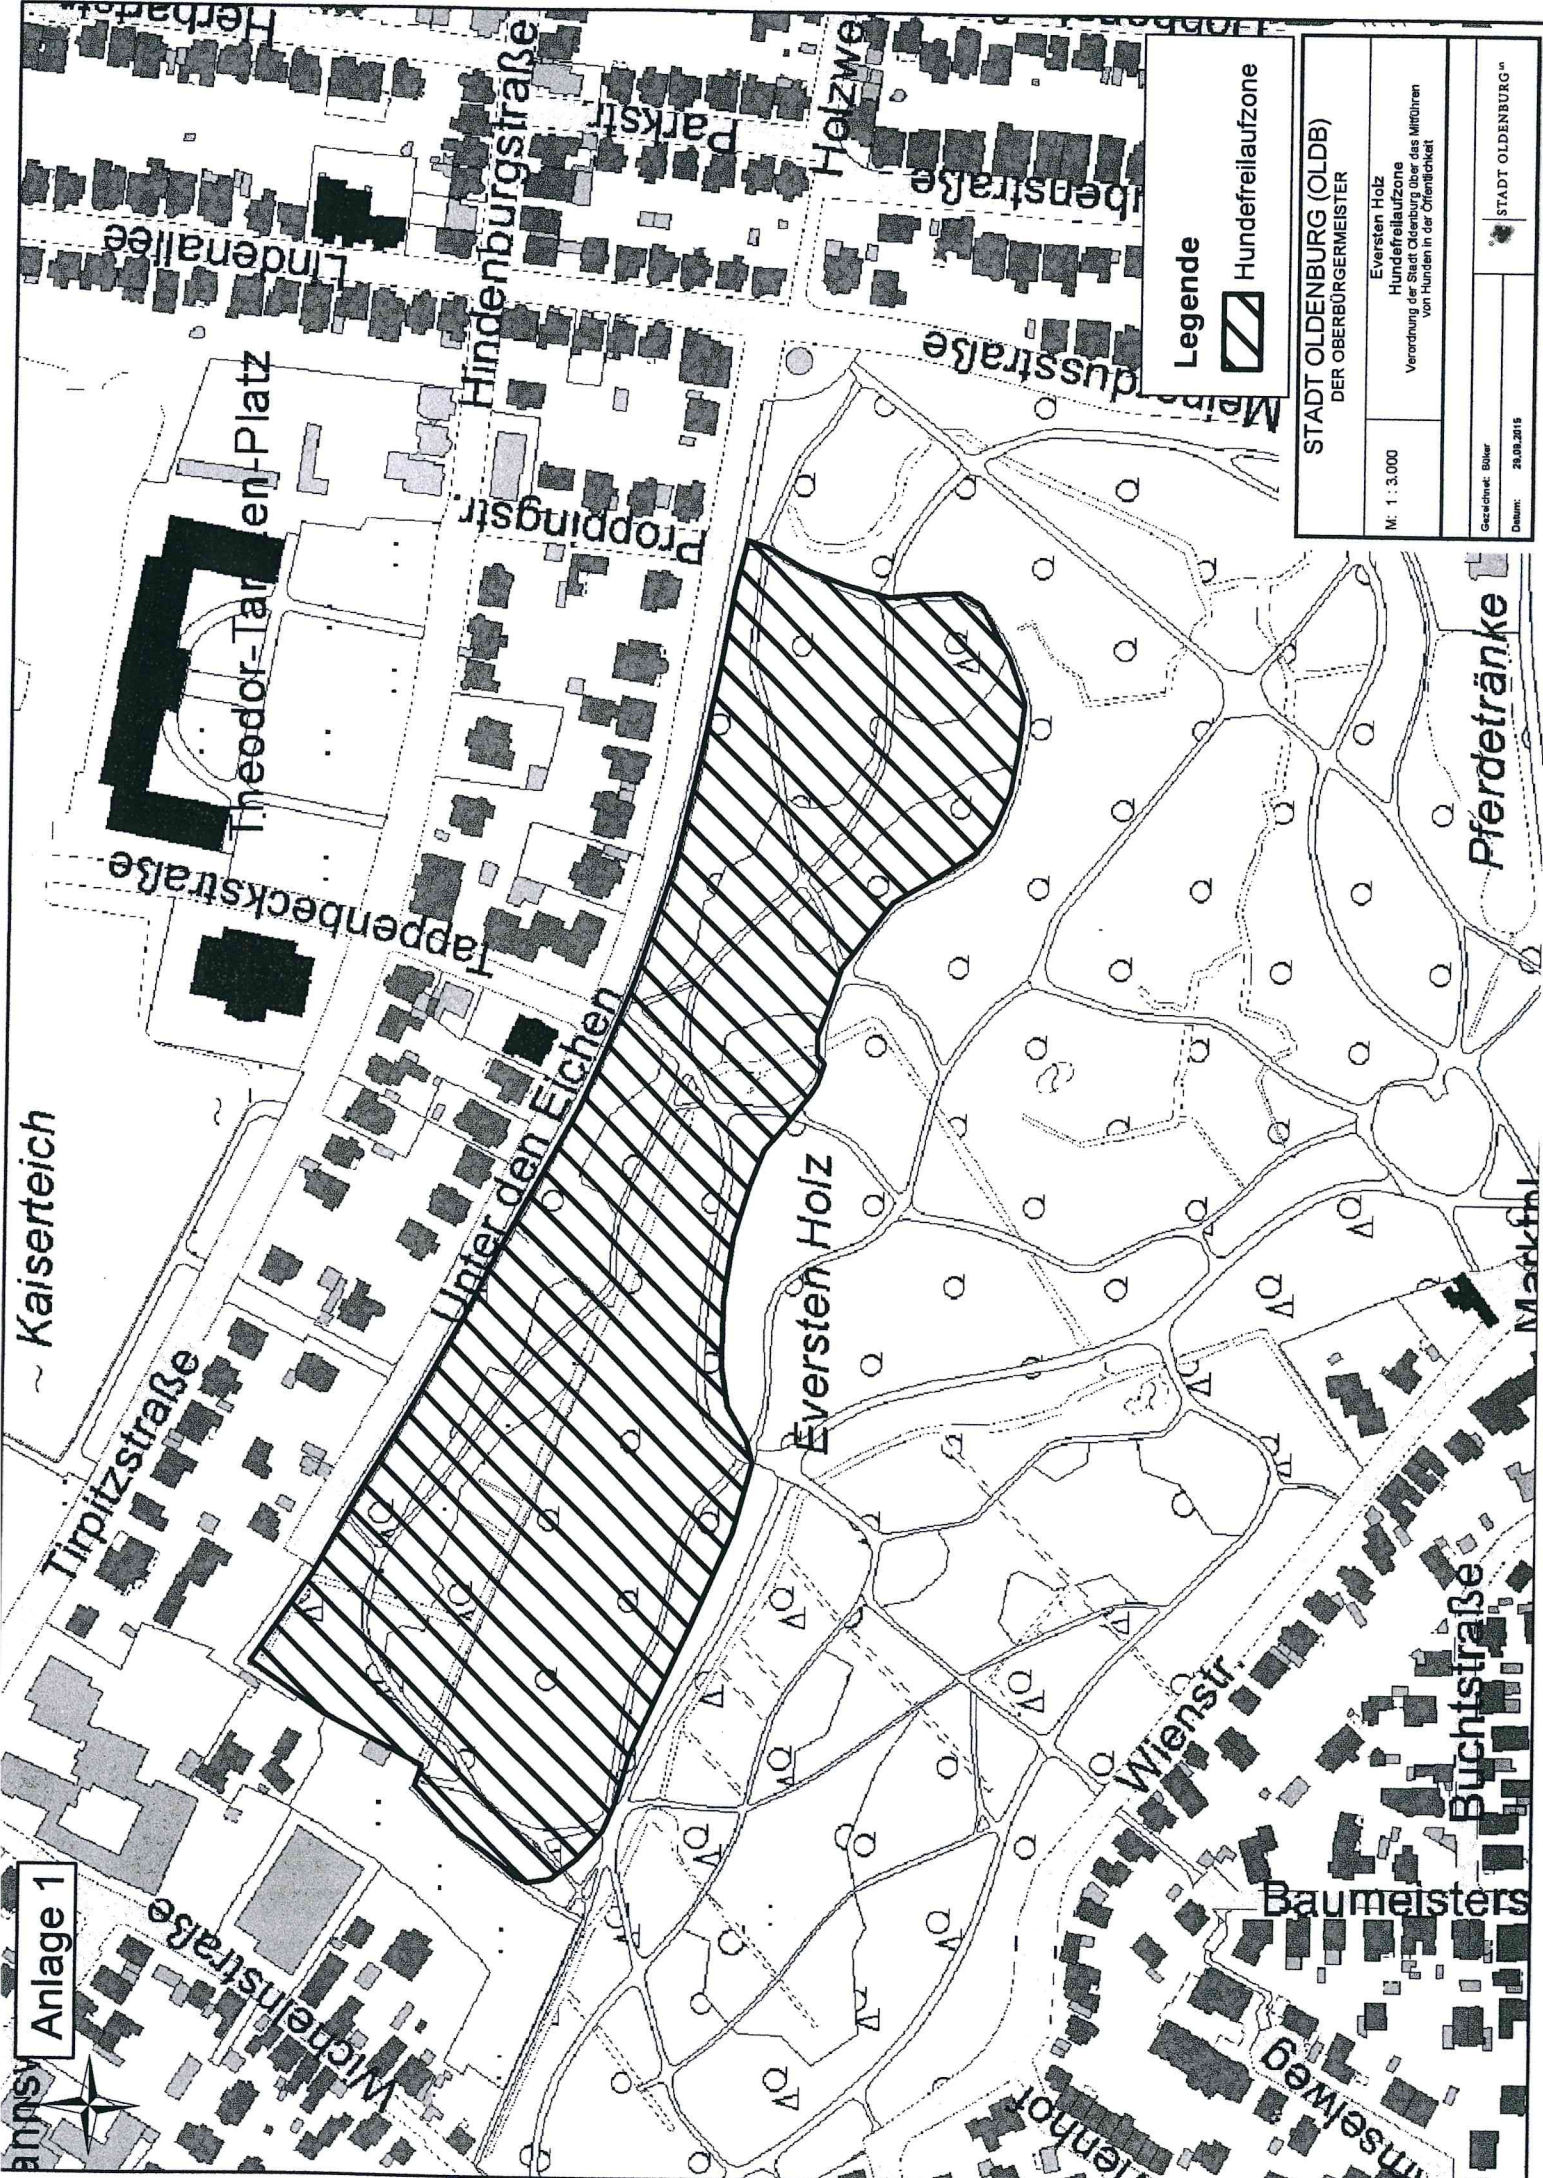 Anlage 1
~ Kaiserteich
Tirpitzstraße
Wichelnstraße
Tappenbeckstraße
Unter den Eichen
Lindenallee
Hindenburgstraße
Proppingstr
Parkstr
Holzwe
ubenstraße
Eversten Holz
Wienstr.
Buchtstraße
Baumeisters
Pferdetränke
Legende
Hundefreilaufzone
STADT OLDENBURG (OLDB)
DER OBERBÜRGERMEISTER
M: 1 : 3.000
Eversten Holz
Hundefreilaufzone
Verordnung der Stadt Oldenburg über das Mitführen
von Hunden in der Öffentlichkeit
Gezeichnet: Büker
Datum: 29.09.2015
STADT OLDENBURG